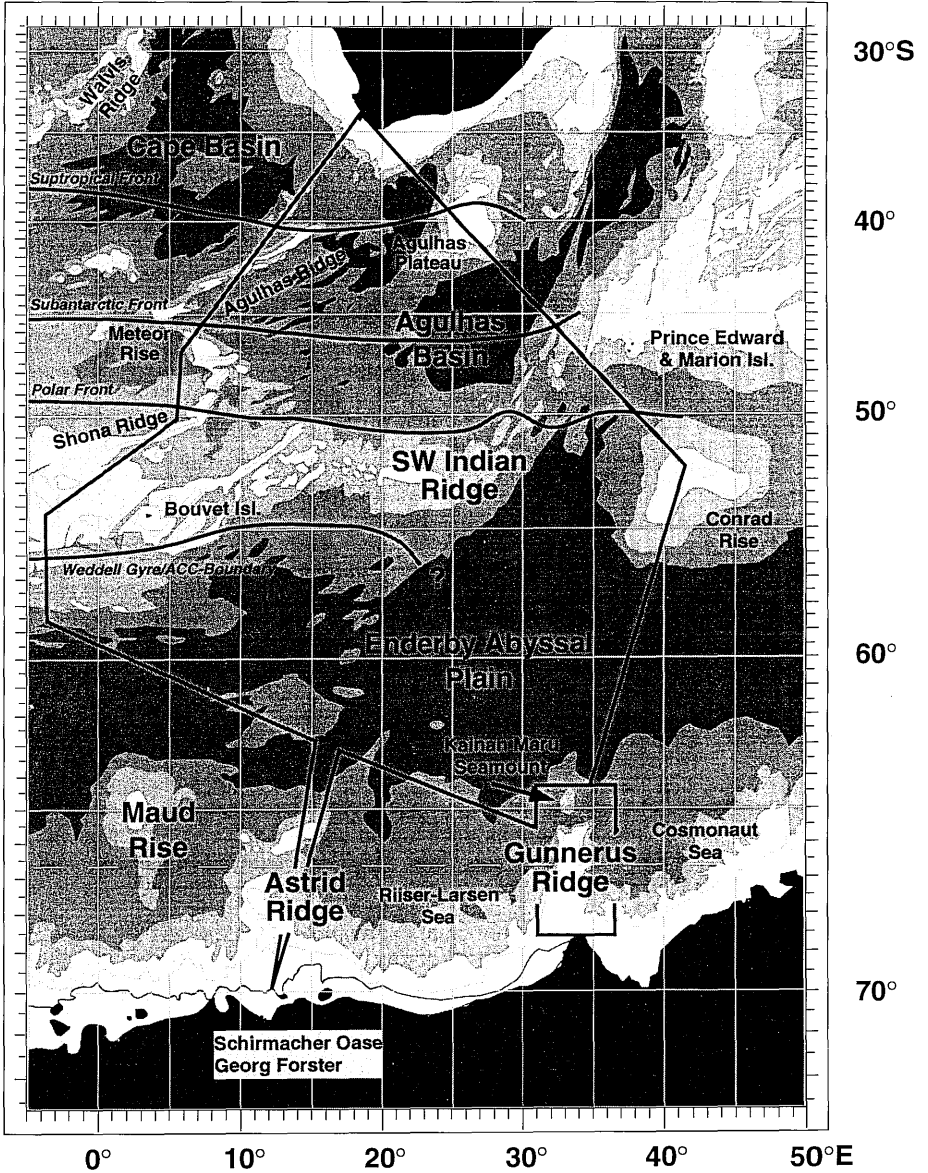 30°S
Walvis
Ridge
Cape Basin
Suptropical Front
40°
Agulhas
Plateau
Agulhas-Ridge
Subantarctic Front
Agulhas
Basin
Meteor
Rise
Prince Edward
& Marion Isl.
Polar Front
50°
Shona Ridge
SW Indian
Ridge
Bouvet Isl.
Conrad
Rise
Weddell Gyre/ACC-Boundary
?
Enderby Abyssal
Plain
60°
Kainan Maru
Seamount
Maud
Rise
Cosmonaut
Sea
Gunnerus
Ridge
Astrid
Ridge
Riiser-Larsen
Sea
70°
Schirmacher Oase
Georg Forster
0° 10° 20° 30° 40° 50°E